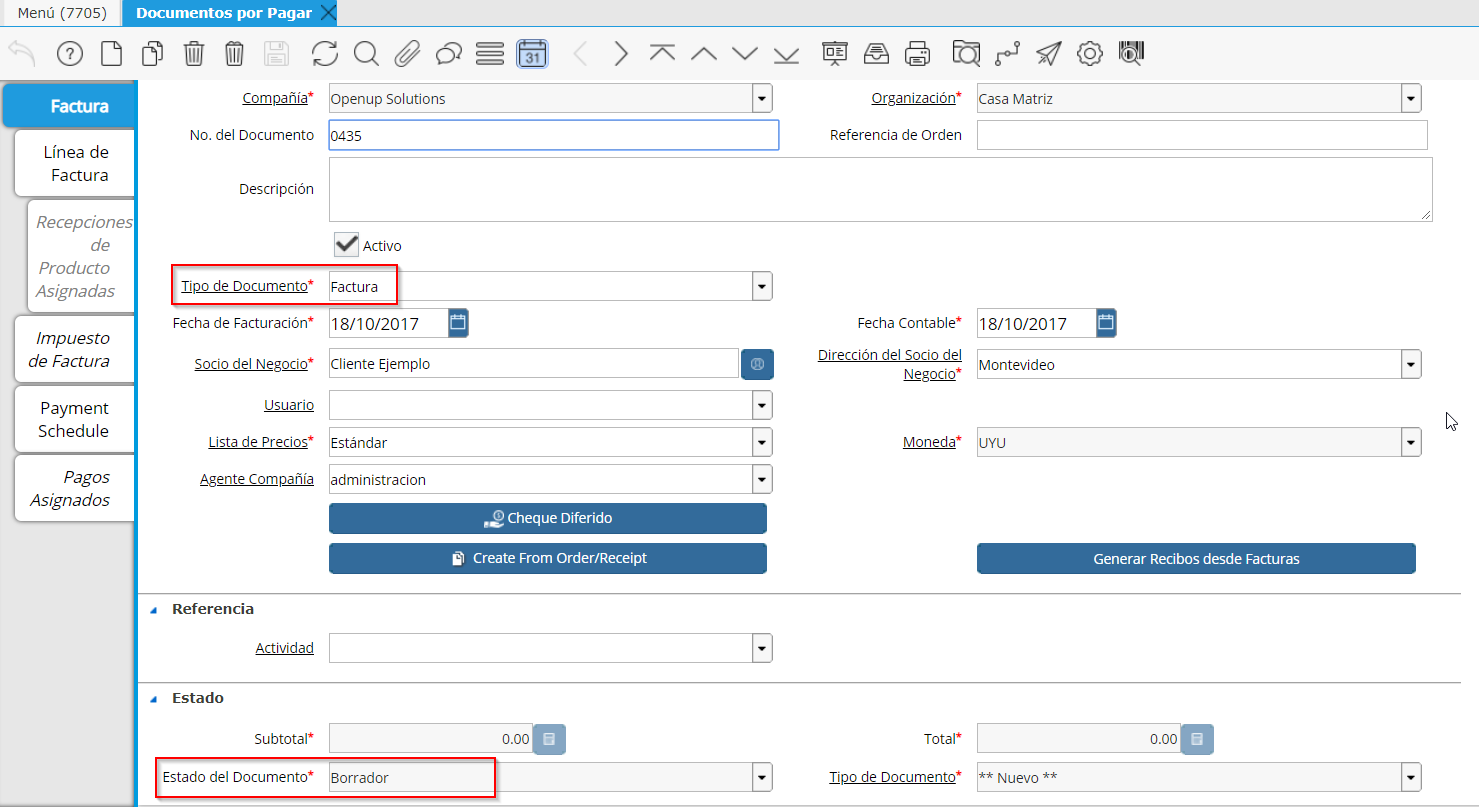 Menú (7705)
Documentos por Pagar
31
Factura
Línea de
Factura
Recepciones
de
Producto
Asignadas
Impuesto
de Factura
Payment
Schedule
Pagos
Asignados
Compañía* Openup Solutions Organización* Casa Matriz
No. del Documento 0435 Referencia de Orden
Descripción
Activo
Tipo de Documento* Factura
Fecha de Facturación* 18/10/2017 Fecha Contable* 18/10/2017
Socio del Negocio* Cliente Ejemplo Dirección del Socio del
Negocio* Montevideo
Usuario
Lista de Precios* Estándar Moneda* UYU
Agente Compañía administracion
Cheque Diferido
Create From Order/Receipt Generar Recibos desde Facturas
Referencia
Actividad
Estado
Subtotal* 0.00 Total* 0.00
Estado del Documento* Borrador Tipo de Documento* ** Nuevo **